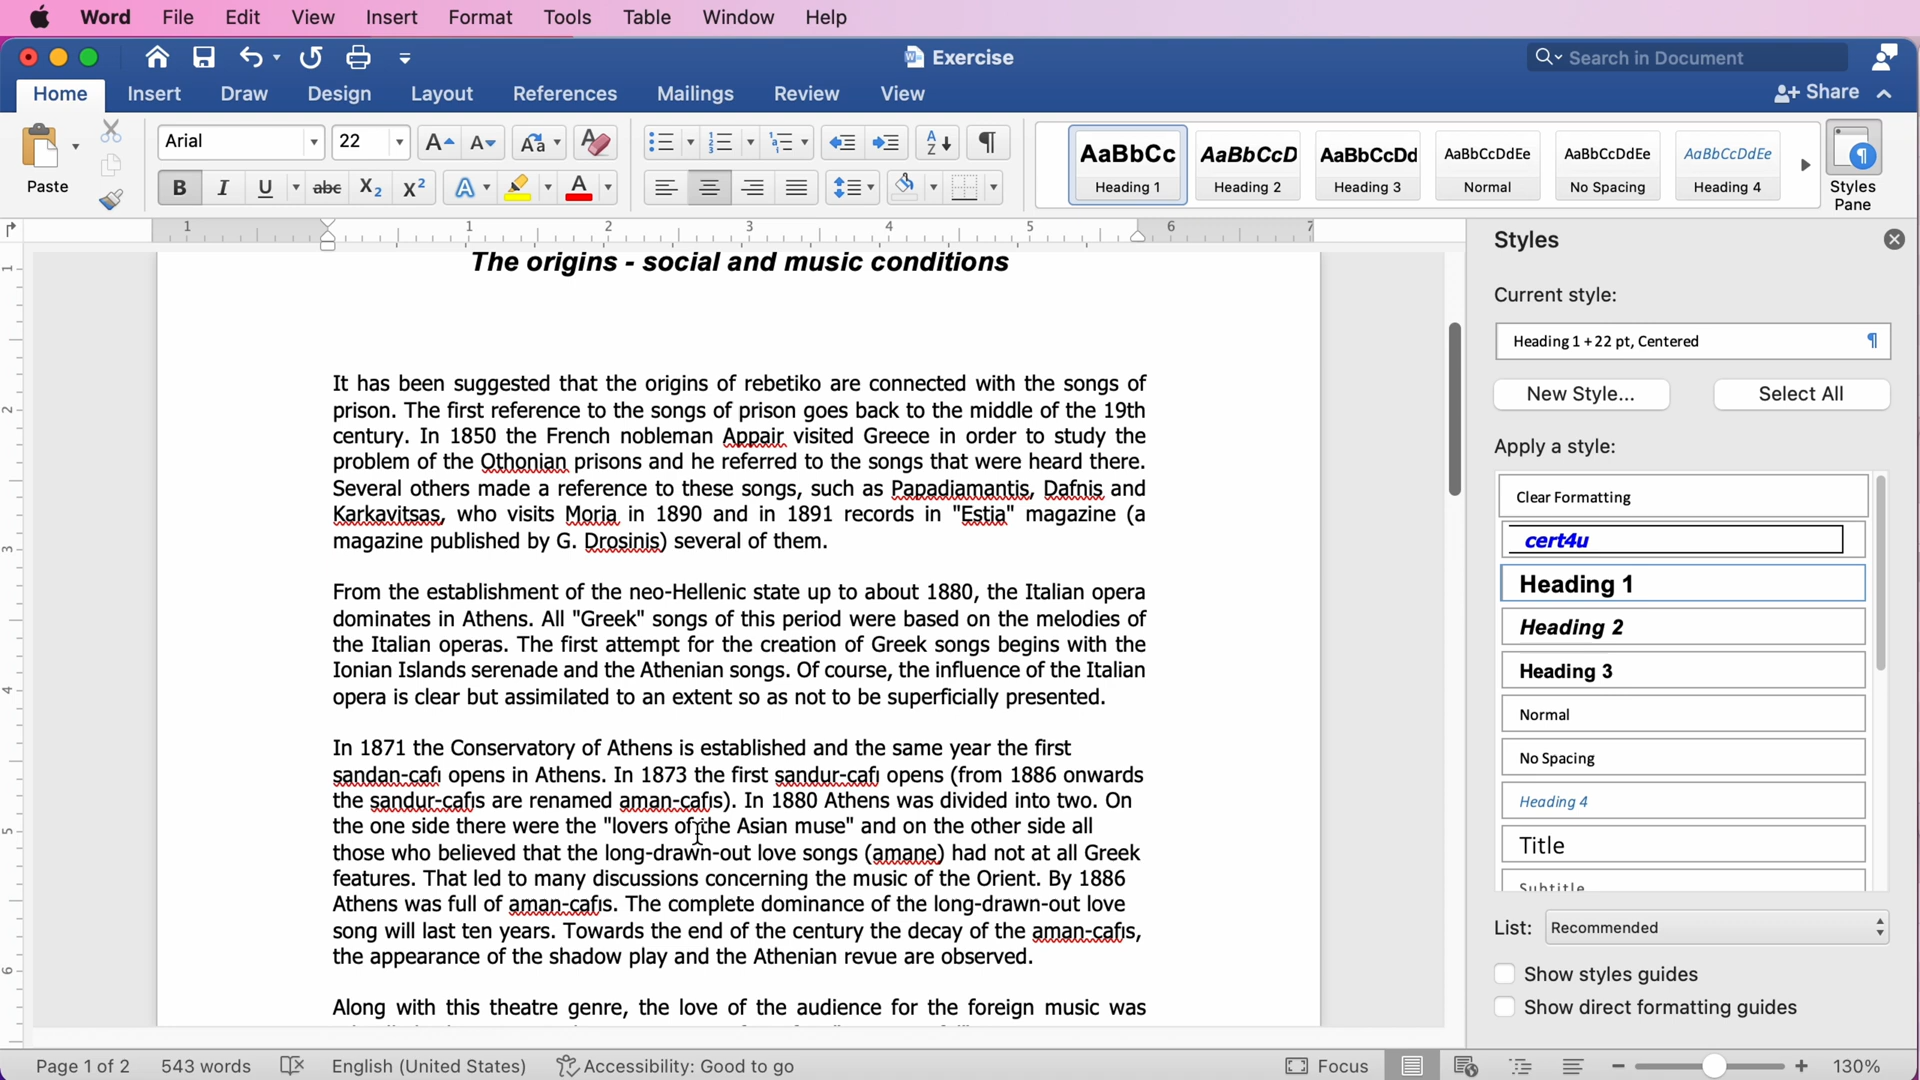 Word File Edit View Insert Format Tools Table Window Help
Exercise
Search in Document
Home Insert Draw Design Layout References Mailings Review View
Share
Paste
Arial 22
AaBbCc AaBbCcD AaBbCcDd AaBbCcDdEe AaBbCcDdEe AaBbCcDdEe
Heading 1 Heading 2 Heading 3 Normal No Spacing Heading 4
Styles
Pane
1 1 2 3 4 5 6 7
The origins - social and music conditions
It has been suggested that the origins of rebetiko are connected with the songs of
prison. The first reference to the songs of prison goes back to the middle of the 19th
century. In 1850 the French nobleman Appair visited Greece in order to study the
problem of the Othonian prisons and he referred to the songs that were heard there.
Several others made a reference to these songs, such as Papadiamantis, Dafnis and
Karkavitsas, who visits Moria in 1890 and in 1891 records in "Estia" magazine (a
magazine published by G. Drosinis) several of them.
From the establishment of the neo-Hellenic state up to about 1880, the Italian opera
dominates in Athens. All "Greek" songs of this period were based on the melodies of
the Italian operas. The first attempt for the creation of Greek songs begins with the
Ionian Islands serenade and the Athenian songs. Of course, the influence of the Italian
opera is clear but assimilated to an extent so as not to be superficially presented.
In 1871 the Conservatory of Athens is established and the same year the first
sandan-cafι opens in Athens. In 1873 the first sandur-cafι opens (from 1886 onwards
the sandur-cafιs are renamed aman-cafιs). In 1880 Athens was divided into two. On
the one side there were the "lovers of the Asian muse" and on the other side all
those who believed that the long-drawn-out love songs (amane) had not at all Greek
features. That led to many discussions concerning the music of the Orient. By 1886
Athens was full of aman-cafιs. The complete dominance of the long-drawn-out love
song will last ten years. Towards the end of the century the decay of the aman-cafιs,
the appearance of the shadow play and the Athenian revue are observed.
Along with this theatre genre, the love of the audience for the foreign music was
1
2
3
4
5
6
Styles
Current style:
Heading 1 + 22 pt, Centered
New Style... Select All
Apply a style:
Clear Formatting
cert4u
Heading 1
Heading 2
Heading 3
Normal
No Spacing
Heading 4
Title
Subtitle
List: Recommended
Show styles guides
Show direct formatting guides
Page 1 of 2 543 words English (United States) Accessibility: Good to go Focus 130%